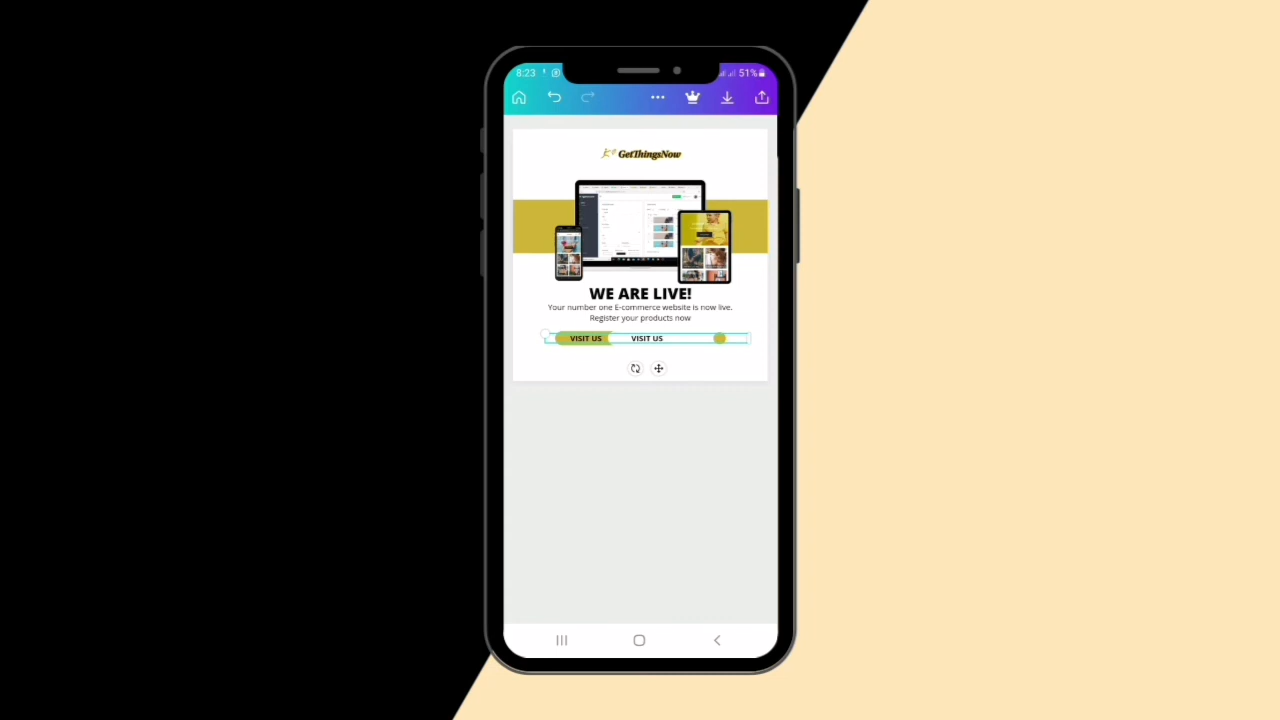 8:23
51%
GetThingsNow
WE ARE LIVE!
Your number one E-commerce website is now live.
Register your products now
VISIT US VISIT US